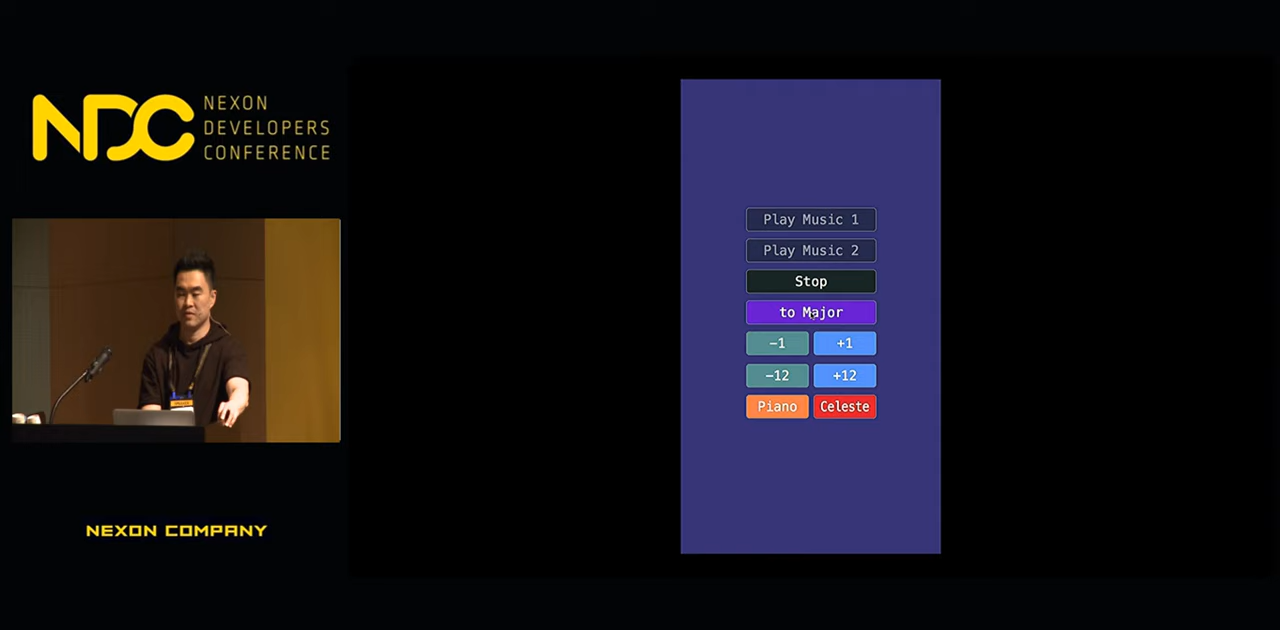 NDC
NEXON
DEVELOPERS
CONFERENCE
NEXON COMPANY
Play Music 1
Play Music 2
Stop
to Major
-1 +1
-12 +12
Piano Celeste